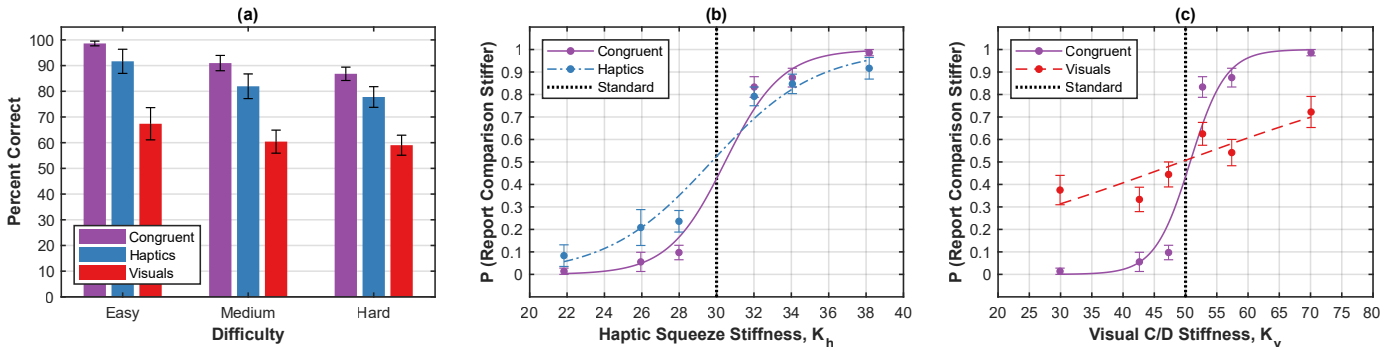 (a)
Percent Correct
100
90
80
70
60
50
40
30
20
10
0
Congruent
Haptics
Visuals
Easy Medium Hard
Difficulty
(b)
P (Report Comparison Stiffer)
1
0.9
0.8
0.7
0.6
0.5
0.4
0.3
0.2
0.1
0
Congruent
Haptics
Standard
20 22 24 26 28 30 32 34 36 38 40
Haptic Squeeze Stiffness, K_h
(c)
P (Report Comparison Stiffer)
1
0.9
0.8
0.7
0.6
0.5
0.4
0.3
0.2
0.1
0
Congruent
Visuals
Standard
20 25 30 35 40 45 50 55 60 65 70 75 80
Visual C/D Stiffness, K_v